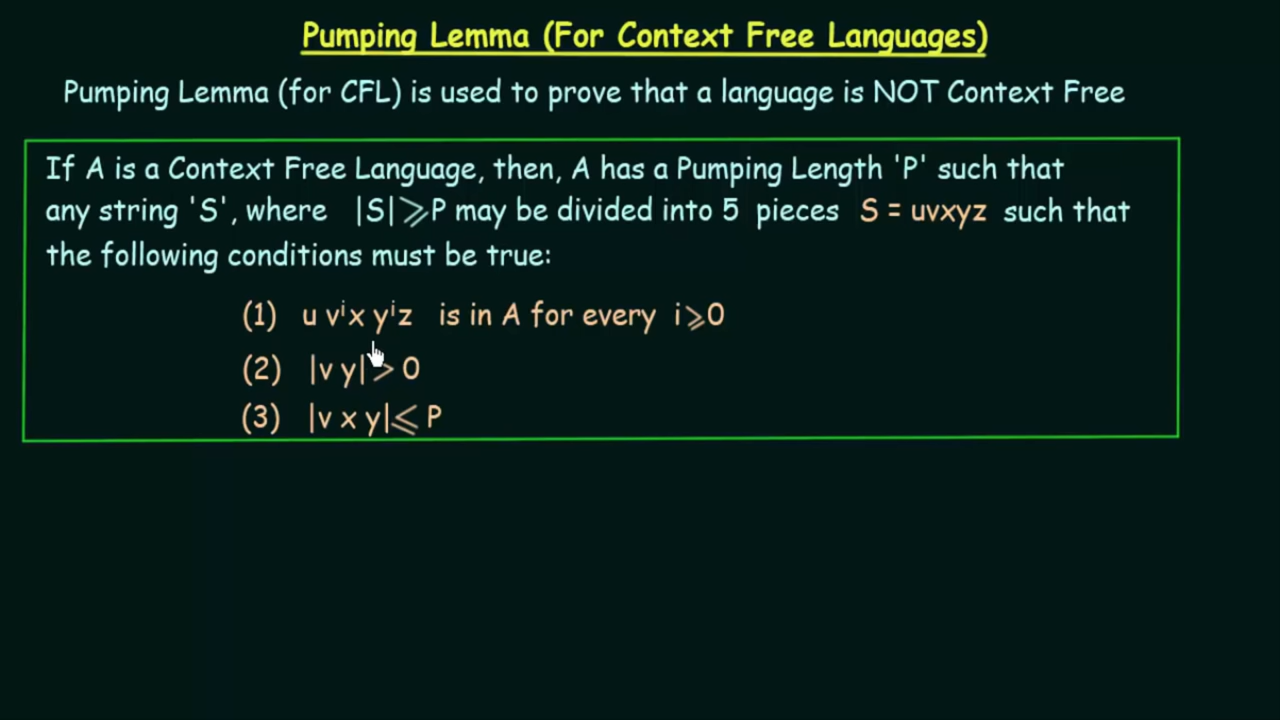 Pumping Lemma (For Context Free Languages)
Pumping Lemma (for CFL) is used to prove that a language is NOT Context Free
If A is a Context Free Language, then, A has a Pumping Length 'P' such that
any string 'S', where |S| ⩾ P may be divided into 5 pieces S = uvxyz such that
the following conditions must be true:
(1) u vⁱx yⁱz is in A for every i⩾0
(2) |v y| > 0
(3) |v x y| ⩽ P